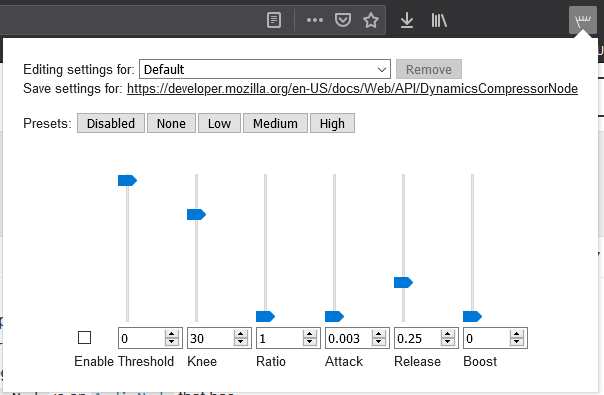 Editing settings for: Default Remove
Save settings for: https://developer.mozilla.org/en-US/docs/Web/API/DynamicsCompressorNode
Presets: Disabled None Low Medium High
0 30 1 0.003 0.25 0
Enable Threshold Knee Ratio Attack Release Boost
that has